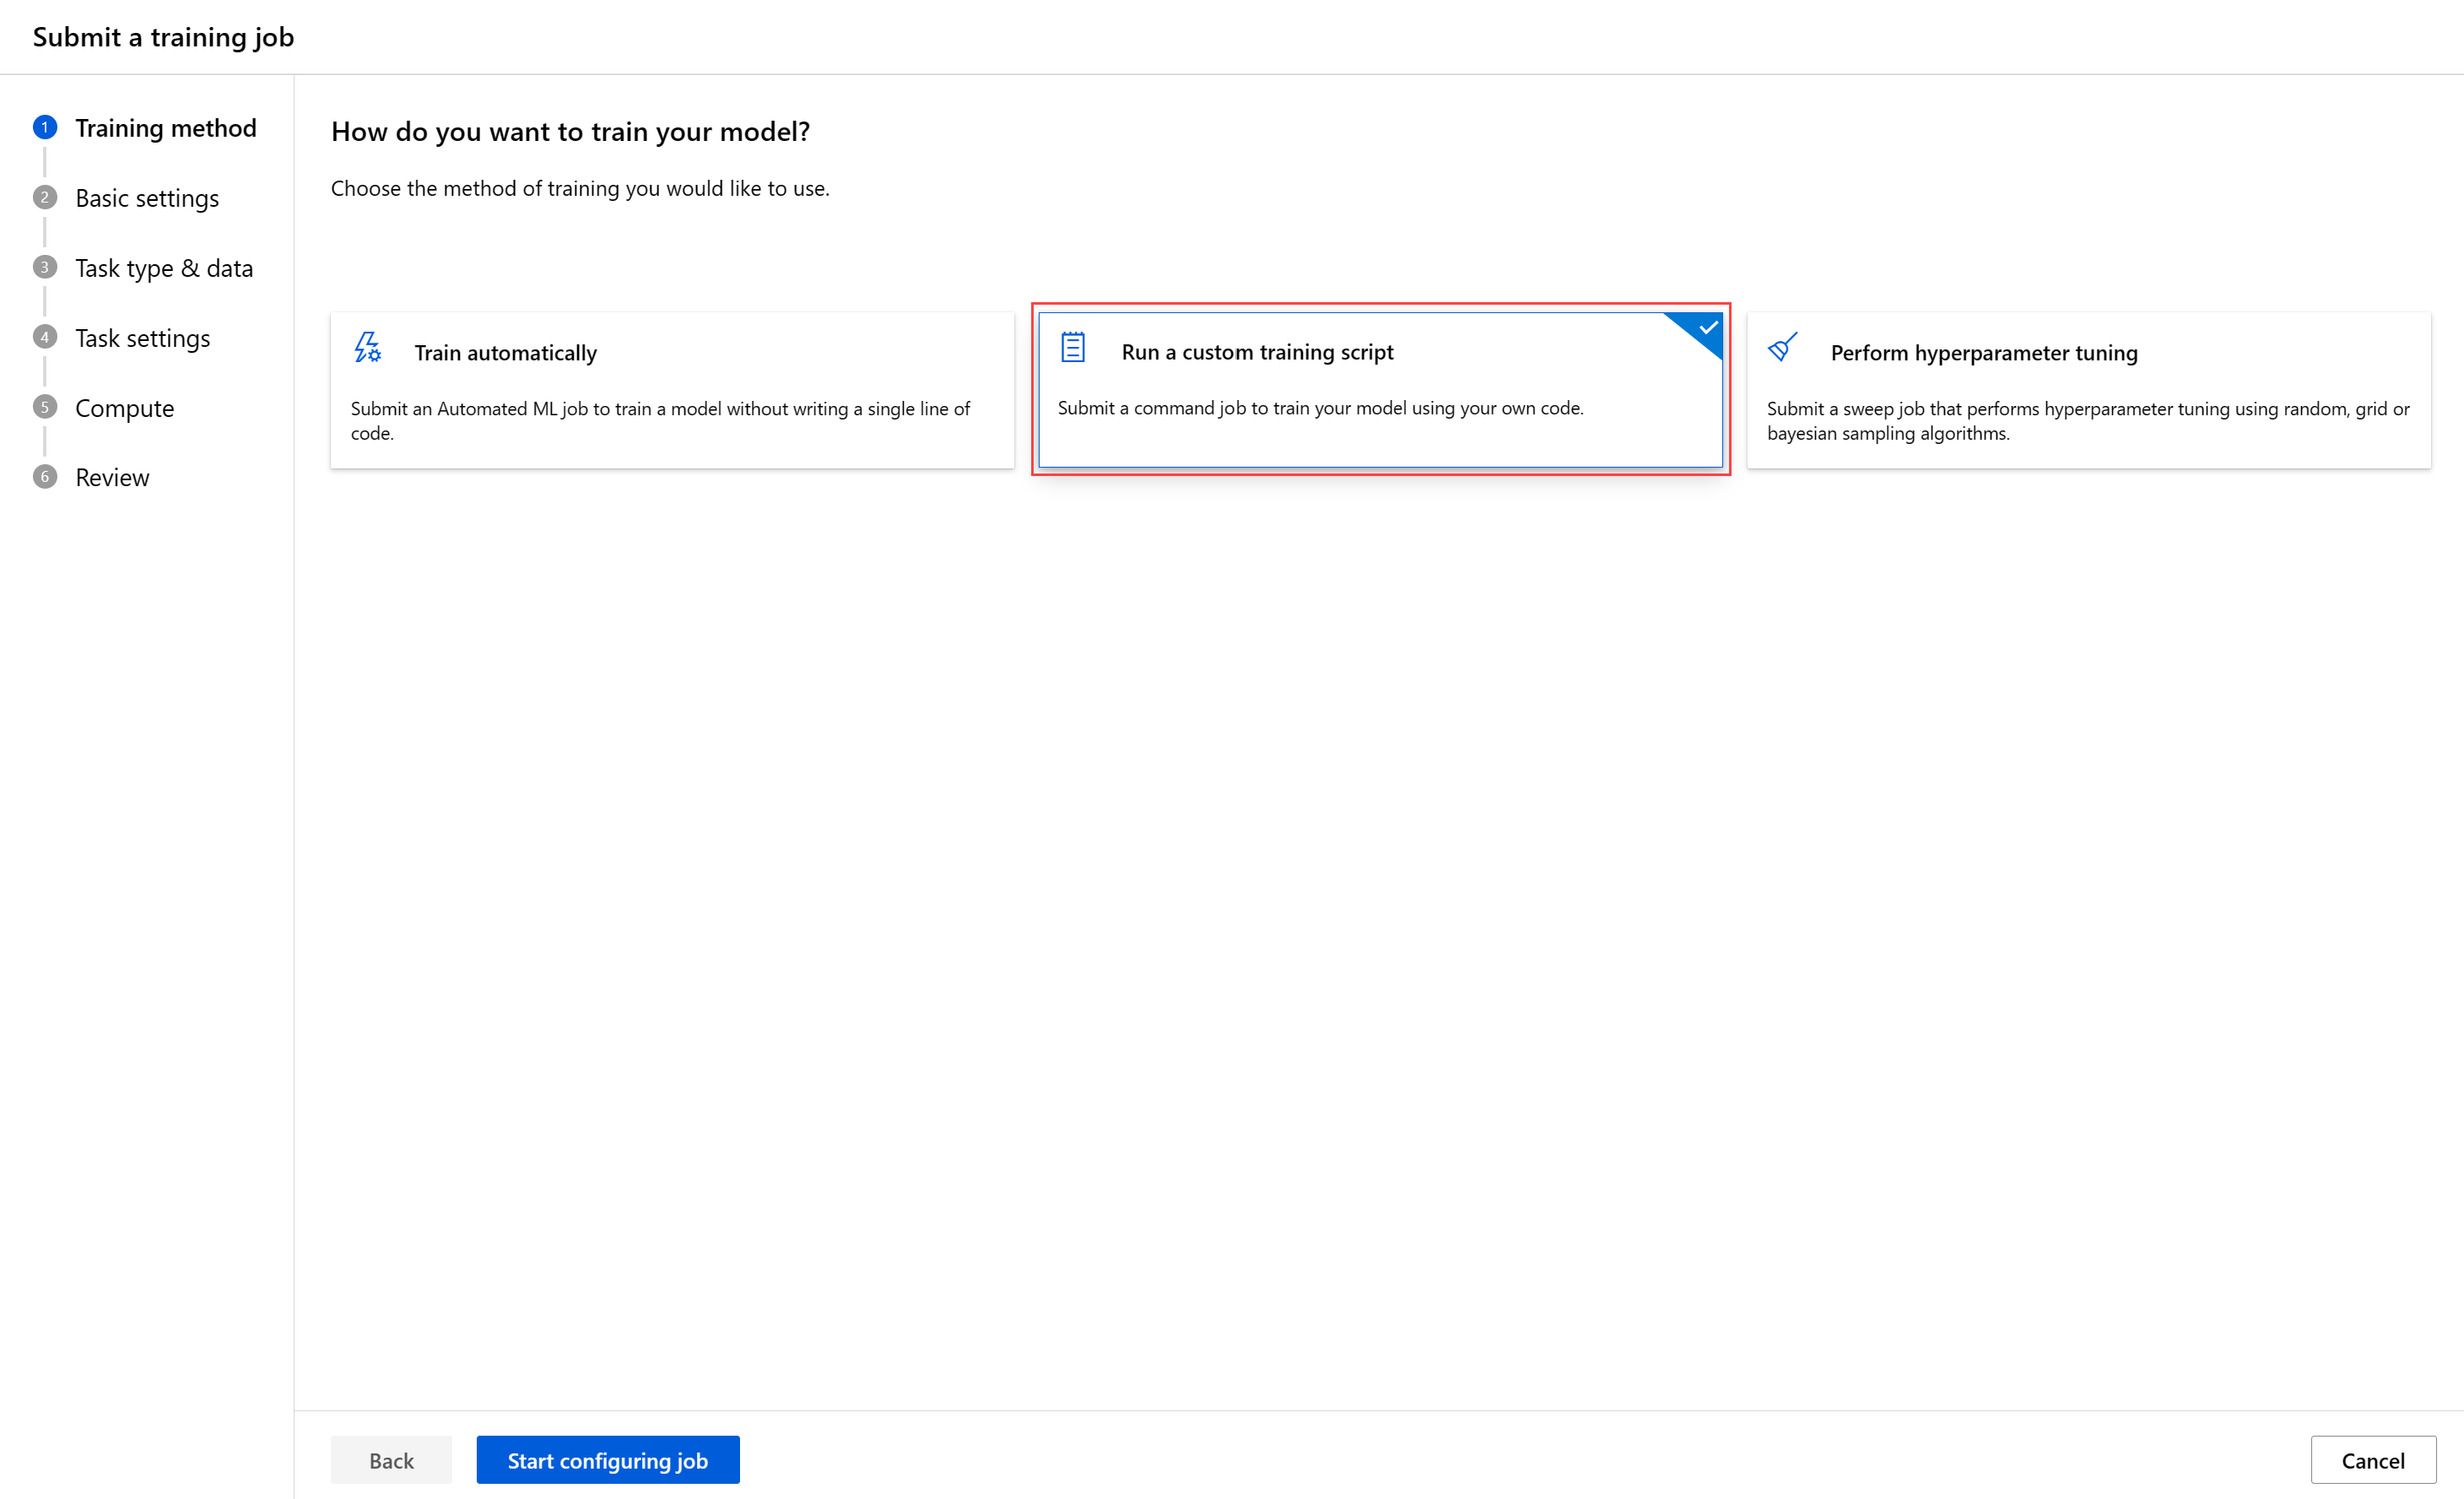 Submit a training job
1 Training method
2 Basic settings
3 Task type & data
4 Task settings
5 Compute
6 Review
How do you want to train your model?
Choose the method of training you would like to use.
Train automatically
Submit an Automated ML job to train a model without writing a single line of
code.
Run a custom training script
Submit a command job to train your model using your own code.
Perform hyperparameter tuning
Submit a sweep job that performs hyperparameter tuning using random, grid or
bayesian sampling algorithms.
Back
Start configuring job
Cancel